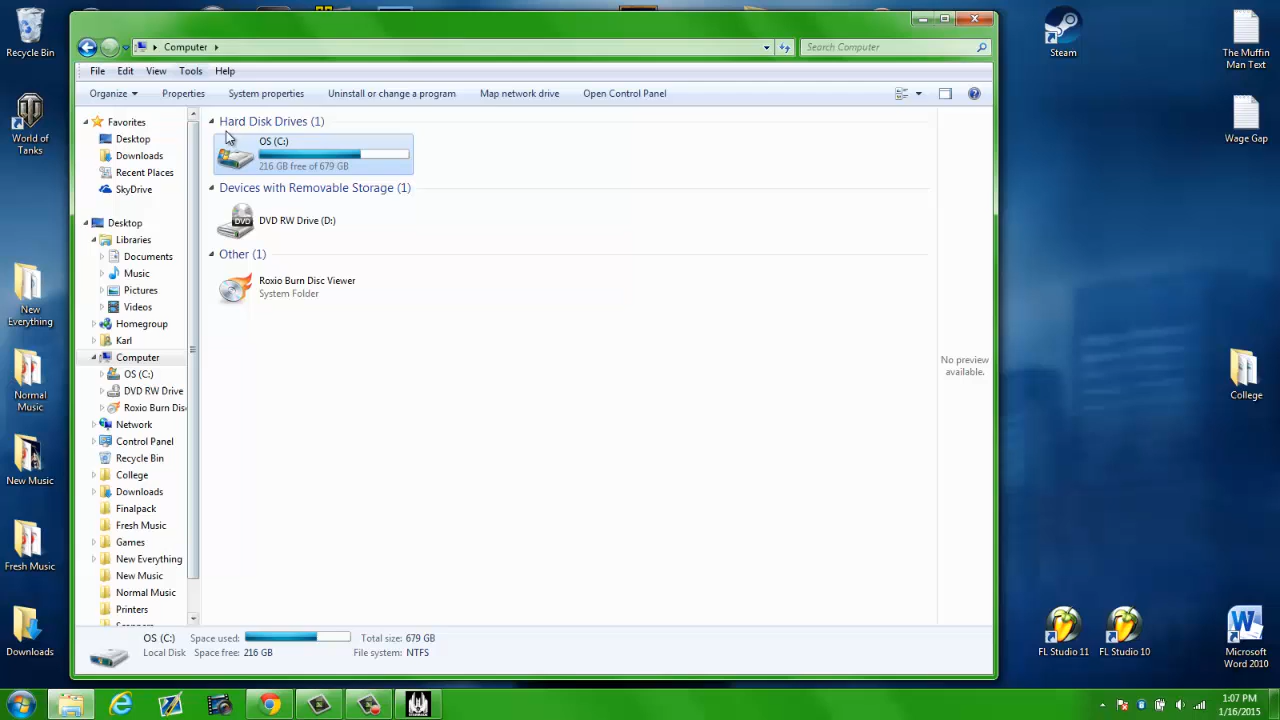 Computer
Search Computer
File Edit View Tools Help
Organize Properties System properties Uninstall or change a program Map network drive Open Control Panel
Favorites
Desktop
Downloads
Recent Places
SkyDrive
Desktop
Libraries
Documents
Music
Pictures
Videos
Homegroup
Karl
Computer
OS (C:)
DVD RW Drive
Roxio Burn Dis
Network
Control Panel
Recycle Bin
College
Downloads
Finalpack
Fresh Music
Games
New Everything
New Music
Normal Music
Printers
Hard Disk Drives (1)
OS (C:)
216 GB free of 679 GB
Devices with Removable Storage (1)
DVD
DVD RW Drive (D:)
Other (1)
Roxio Burn Disc Viewer
System Folder
No preview
available.
OS (C:) Space used: Total size: 679 GB
Local Disk Space free: 216 GB File system: NTFS
Recycle Bin
World of
Tanks
New
Everything
Normal
Music
New Music
Fresh Music
Downloads
Steam
The Muffin
Man Text
Wage Gap
College
FL Studio 11
FL Studio 10
Microsoft
Word 2010
1:07 PM
1/16/2015